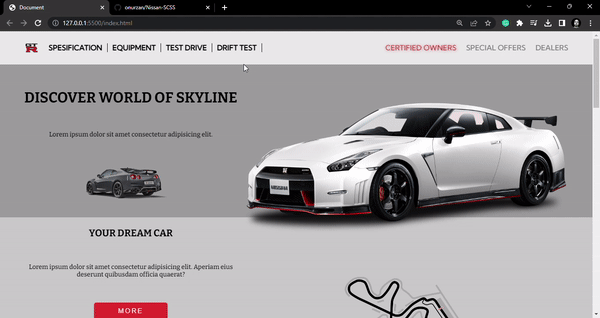 Document
onurzan/Nissan-SCSS
127.0.0.1:5500/index.html
GT R SPESIFICATION EQUIPMENT TEST DRIVE DRIFT TEST CERTIFIED OWNERS SPECIAL OFFERS DEALERS
DISCOVER WORLD OF SKYLINE
Lorem ipsum dolor sit amet consectetur adipisicing elit.
YOUR DREAM CAR
Lorem ipsum dolor sit amet consectetur adipisicing elit. Aperiam eius
deserunt quibusdam officia quaerat?
MORE